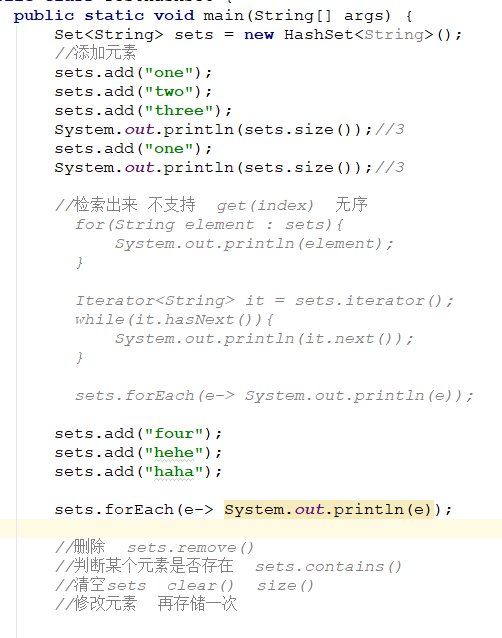 public static void main(String[] args) {
Set<String> sets = new HashSet<String>();
//添加元素
sets.add("one");
sets.add("two");
sets.add("three");
System.out.println(sets.size());//3
sets.add("one");
System.out.println(sets.size());//3
//检索出来 不支持 get(index) 无序
for(String element : sets){
System.out.println(element);
}
Iterator<String> it = sets.iterator();
while(it.hasNext()){
System.out.println(it.next());
}
sets.forEach(e-> System.out.println(e));
sets.add("four");
sets.add("hehe");
sets.add("haha");
sets.forEach(e-> System.out.println(e));
//删除 sets.remove()
//判断某个元素是否存在 sets.contains()
//清空sets clear() size()
//修改元素 再存储一次